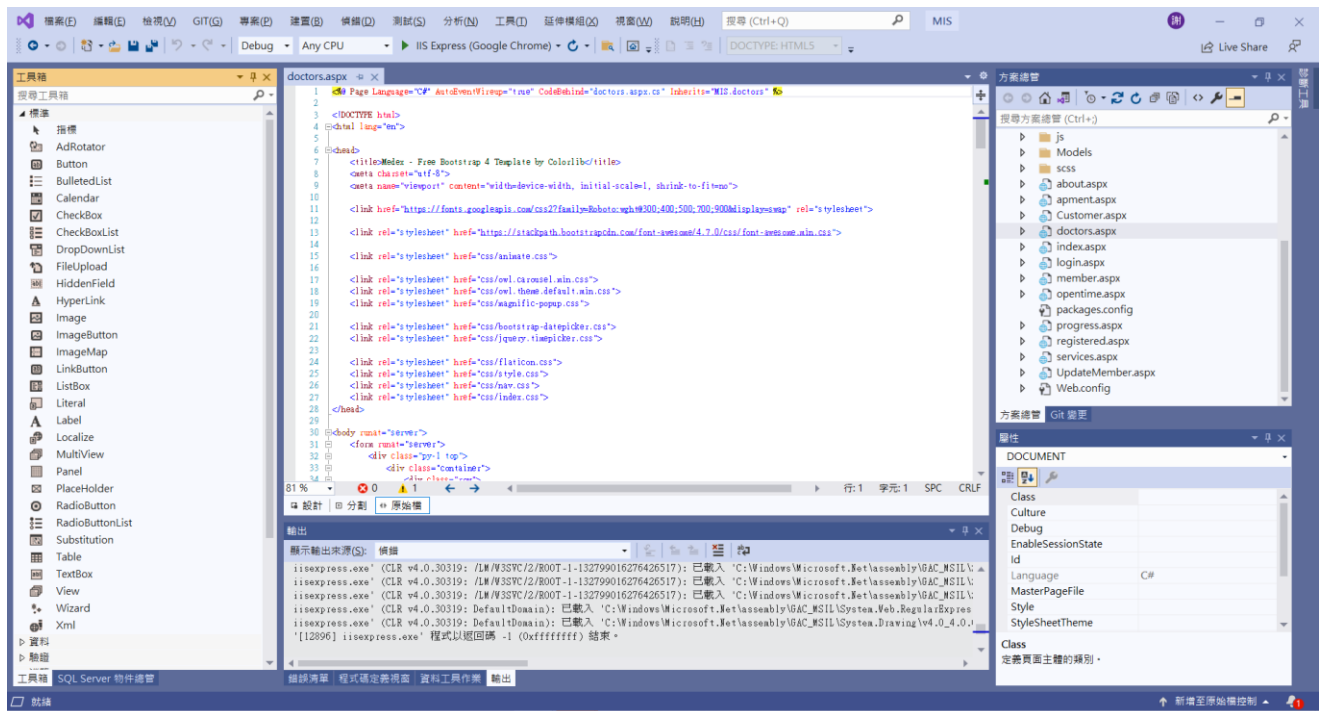 檔案(F) 編輯(E) 檢視(V) GIT(G) 專案(P) 建置(B) 偵錯(D) 測試(S) 分析(N) 工具(T) 延伸模組(X) 視窗(W) 說明(H) 搜尋 (Ctrl+Q) MIS 謝
Debug Any CPU IIS Express (Google Chrome) DOCTYPE: HTML5 Live Share
工具箱
搜尋工具箱
標準
指標
AdRotator
Button
BulletedList
Calendar
CheckBox
CheckBoxList
DropDownList
FileUpload
HiddenField
HyperLink
Image
ImageButton
ImageMap
LinkButton
ListBox
Literal
Label
Localize
MultiView
Panel
PlaceHolder
RadioButton
RadioButtonList
Substitution
Table
TextBox
View
Wizard
Xml
資料
驗證
工具箱 SQL Server 物件總管
doctors.aspx
1 <%@ Page Language="C#" AutoEventWireup="true" CodeBehind="doctors.aspx.cs" Inherits="MIS.doctors" %>
2
3 <!DOCTYPE html>
4 <html lang="en">
5
6 <head>
7 <title>Medex - Free Bootstrap 4 Template by Colorlib</title>
8 <meta charset="utf-8">
9 <meta name="viewport" content="width=device-width, initial-scale=1, shrink-to-fit=no">
10
11 <link href="https://fonts.googleapis.com/css2?family=Roboto:wght@300;400;500;700;900&display=swap" rel="stylesheet">
12
13 <link rel="stylesheet" href="https://stackpath.bootstrapcdn.com/font-awesome/4.7.0/css/font-awesome.min.css">
14
15 <link rel="stylesheet" href="css/animate.css">
16
17 <link rel="stylesheet" href="css/owl.carousel.min.css">
18 <link rel="stylesheet" href="css/owl.theme.default.min.css">
19 <link rel="stylesheet" href="css/magnific-popup.css">
20
21 <link rel="stylesheet" href="css/bootstrap-datepicker.css">
22 <link rel="stylesheet" href="css/jquery.timepicker.css">
23
24 <link rel="stylesheet" href="css/flaticon.css">
25 <link rel="stylesheet" href="css/style.css">
26 <link rel="stylesheet" href="css/nav.css">
27 <link rel="stylesheet" href="css/index.css">
28 </head>
29
30 <body runat="server">
31 <form runat="server">
32 <div class="py-1 top">
33 <div class="container">
34 <div class="row">
81 % 0 1 行: 1 字元: 1 SPC CRLF
設計 分割 原始檔
輸出
顯示輸出來源(S): 偵錯
iisexpress.exe' (CLR v4.0.30319: /LM/W3SVC/2/ROOT-1-132799016276426517): 已載入 'C:\Windows\Microsoft.Net\assembly\GAC_MSIL\
iisexpress.exe' (CLR v4.0.30319: /LM/W3SVC/2/ROOT-1-132799016276426517): 已載入 'C:\Windows\Microsoft.Net\assembly\GAC_MSIL\
iisexpress.exe' (CLR v4.0.30319: /LM/W3SVC/2/ROOT-1-132799016276426517): 已載入 'C:\Windows\Microsoft.Net\assembly\GAC_MSIL\
iisexpress.exe' (CLR v4.0.30319: DefaultDomain): 已載入 'C:\Windows\Microsoft.Net\assembly\GAC_MSIL\System.Web.RegularExpres
iisexpress.exe' (CLR v4.0.30319: DefaultDomain): 已載入 'C:\Windows\Microsoft.Net\assembly\GAC_MSIL\System.Drawing\v4.0_4.0.
'[12896] iisexpress.exe' 程式以返回碼 -1 (0xffffffff) 結束。
錯誤清單 程式碼定義視窗 資料工具作業 輸出
方案總管
搜尋方案總管 (Ctrl+;)
js
Models
scss
about.aspx
apment.aspx
Customer.aspx
doctors.aspx
index.aspx
login.aspx
member.aspx
opentime.aspx
packages.config
progress.aspx
registered.aspx
services.aspx
UpdateMember.aspx
Web.config
方案總管 Git 變更
屬性
DOCUMENT
Class
Culture
Debug
EnableSessionState
Id
Language C#
MasterPageFile
Style
StyleSheetTheme
Class
定義頁面主體的類別。
診斷工具
就緒 新增至原始檔控制 1